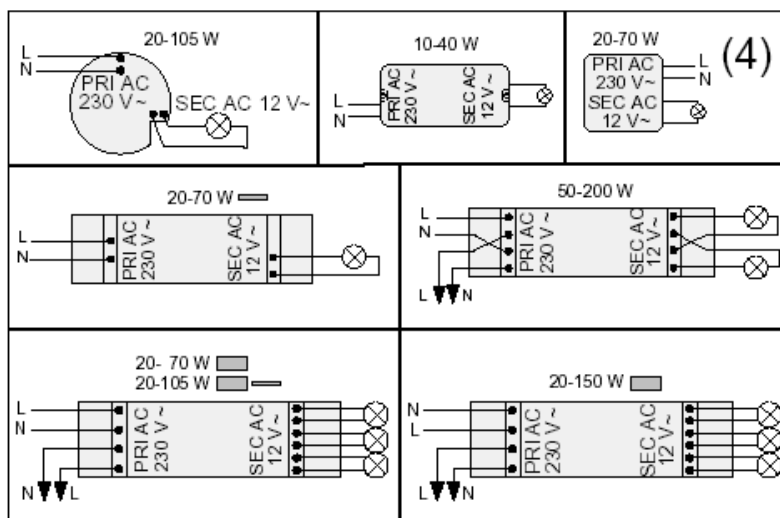 20-105 W
L
N
PRI AC
230 V~
SEC AC 12 V~
10-40 W
L
N
PRI AC
230 V~
SEC AC
12 V~
20-70 W
(4)
PRI AC
230 V~
SEC AC
12 V~
L
N
20-70 W
L
N
PRI AC
230 V ~
SEC AC
12 V ~
50-200 W
L
N
PRI AC
230 V ~
SEC AC
12 V ~
L
N
20- 70 W
20-105 W
L
N
PRI AC
230 V ~
SEC AC
12 V ~
N
L
20-150 W
N
L
PRI AC
230 V ~
SEC AC
12 V ~
L
N